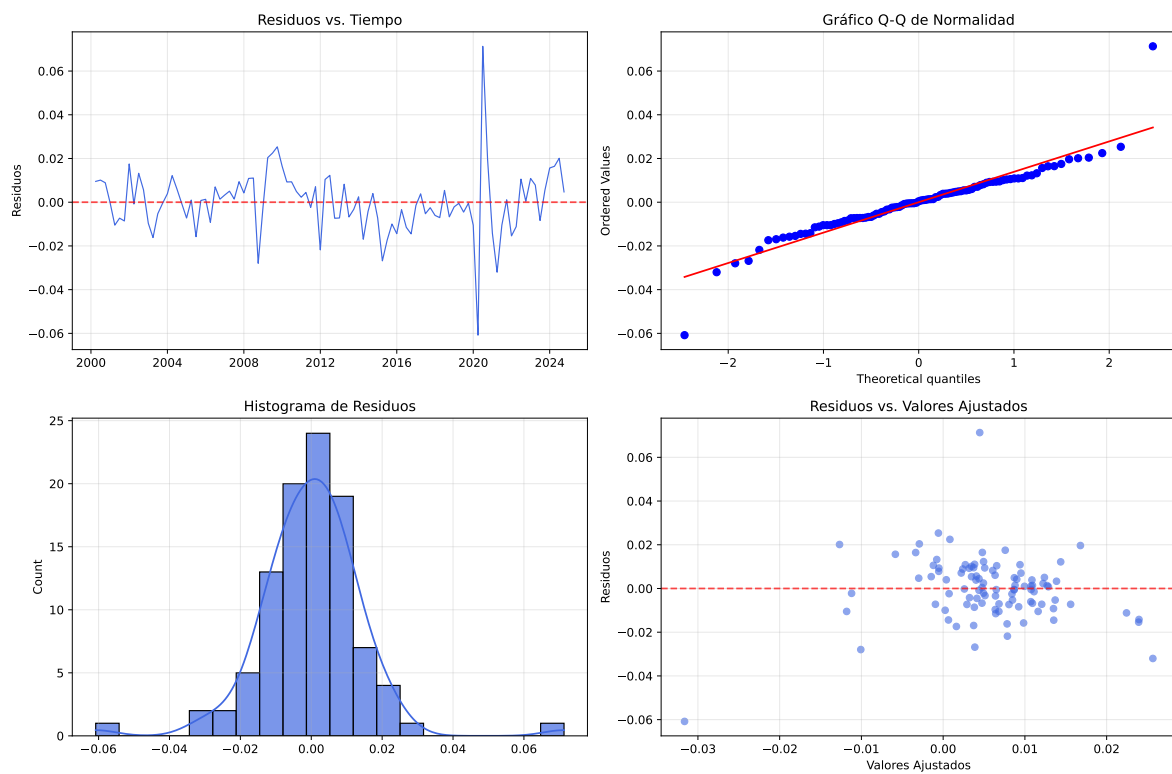 Residuos vs. Tiempo
Residuos
0.06
0.04
0.02
0.00
−0.02
−0.04
−0.06
2000 2004 2008 2012 2016 2020 2024
Gráfico Q-Q de Normalidad
Ordered Values
0.06
0.04
0.02
0.00
−0.02
−0.04
−0.06
−2 −1 0 1 2
Theoretical quantiles
Histograma de Residuos
Count
25
20
15
10
5
0
−0.06 −0.04 −0.02 0.00 0.02 0.04 0.06
Residuos vs. Valores Ajustados
Residuos
0.06
0.04
0.02
0.00
−0.02
−0.04
−0.06
−0.03 −0.02 −0.01 0.00 0.01 0.02
Valores Ajustados